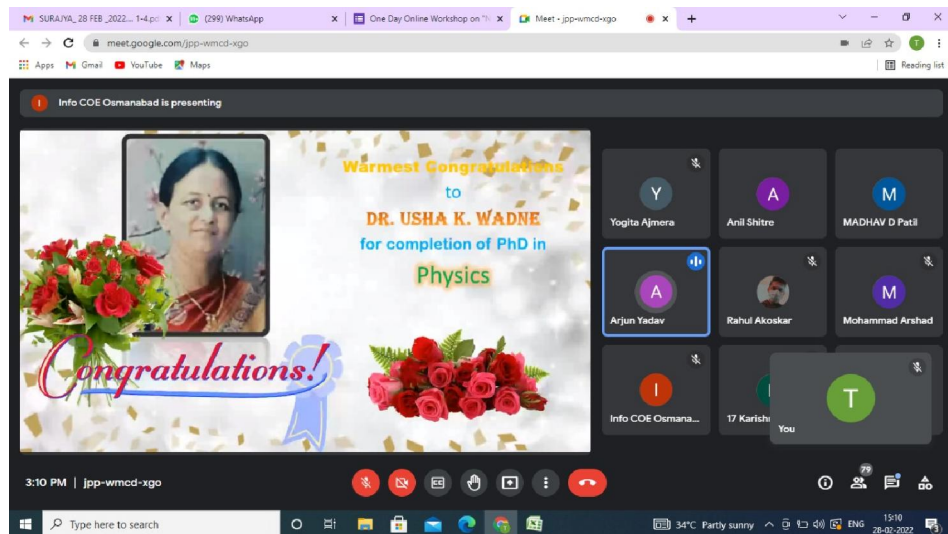 SURAJYA_ 28 FEB _2022.... 1-4.p
(299) WhatsApp
One Day Online Workshop on
Meet - jpp-wmcd-xgo
meet.google.com/jpp-wmcd-xgo
T
Apps Gmail YouTube Maps
Reading list
I Info COE Osmanabad is presenting
Warmest Congratulations
to
DR. USHA K. WADNE
for completion of PhD in
Physics
Congratulations!
Y
Yogita Ajmera
A
Anil Shitre
M
MADHAV D Patil
A
Arjun Yadav
Rahul Akoskar
M
Mohammad Arshad
I
Info COE Osmana...
17 Karish
T
You
3:10 PM | jpp-wmcd-xgo
79
Type here to search
34°C Partly sunny
ENG
15:10
28-02-2022
3